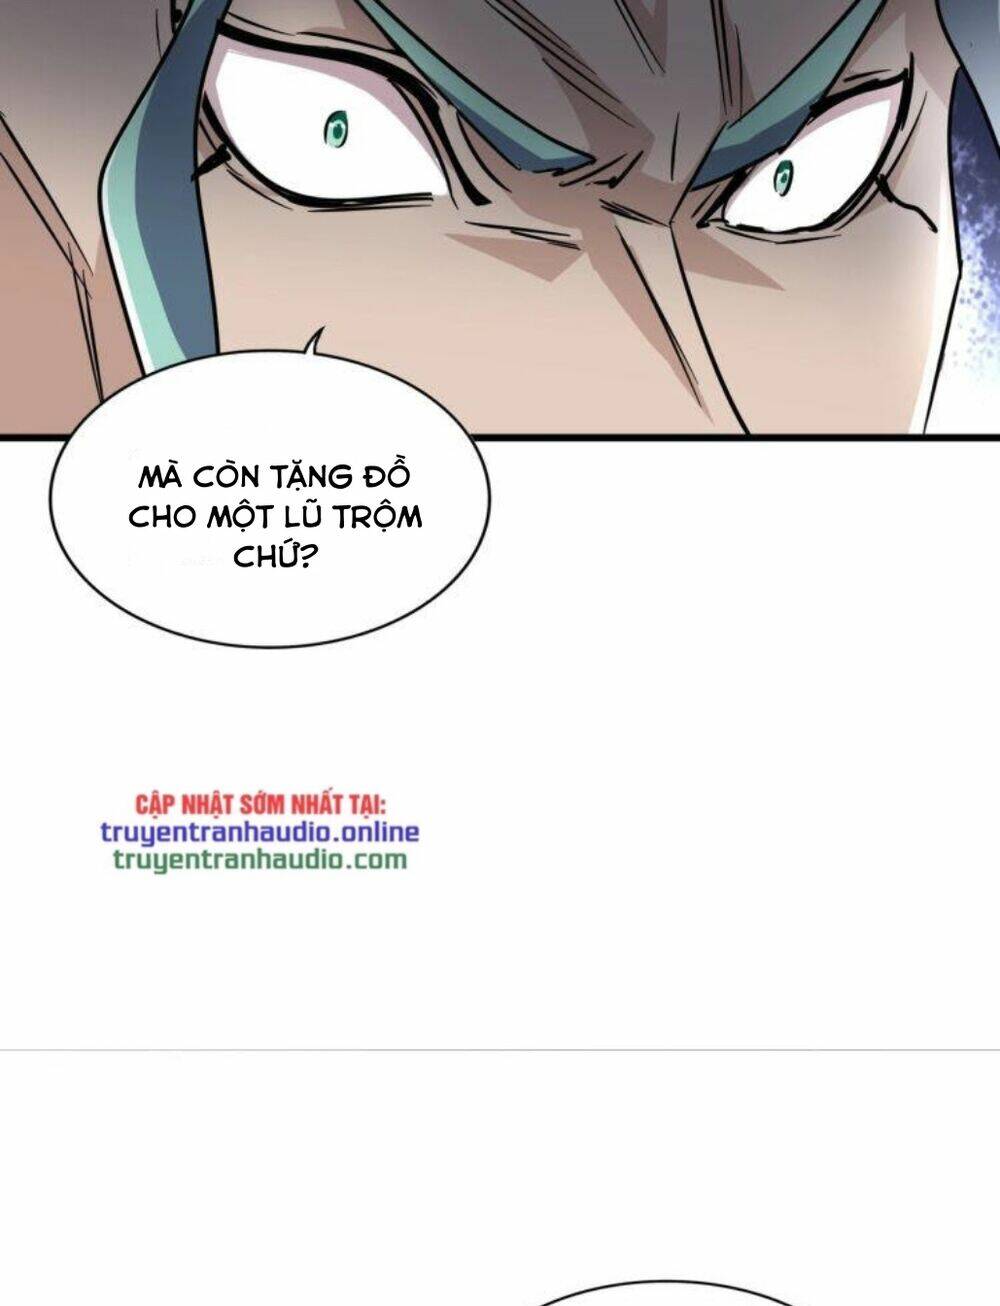 MÀ CÒN TẶNG ĐỒ
CHO MỘT LŨ TRỘM
CHỨ?
CẬP NHẬT SỚM NHẤT TẠI:
truyentranhaudio.online
truyentranhaudio.com